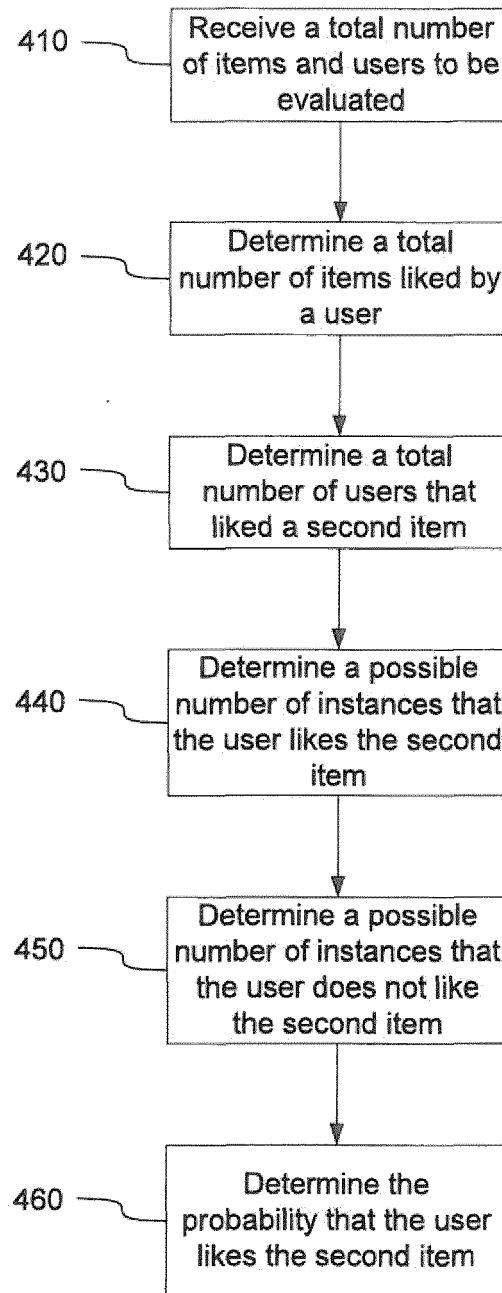 410
Receive a total number
of items and users to be
evaluated
420
Determine a total
number of items liked by
a user
430
Determine a total
number of users that
liked a second item
440
Determine a possible
number of instances that
the user likes the second
item
450
Determine a possible
number of instances that
the user does not like
the second item
460
Determine the
probability that the user
likes the second item